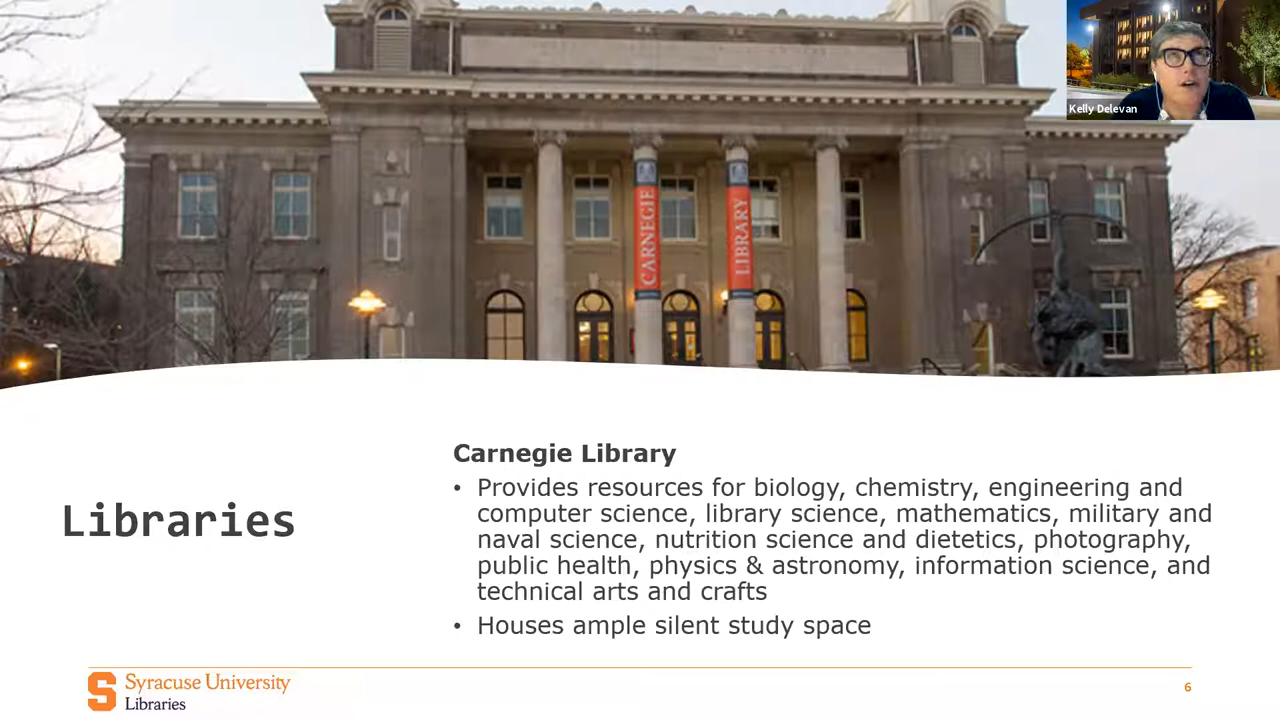 Kelly Delevan
CARNEGIE
LIBRARY
Libraries
Carnegie Library
• Provides resources for biology, chemistry, engineering and
computer science, library science, mathematics, military and
naval science, nutrition science and dietetics, photography,
public health, physics & astronomy, information science, and
technical arts and crafts
• Houses ample silent study space
S
Syracuse University
Libraries
6